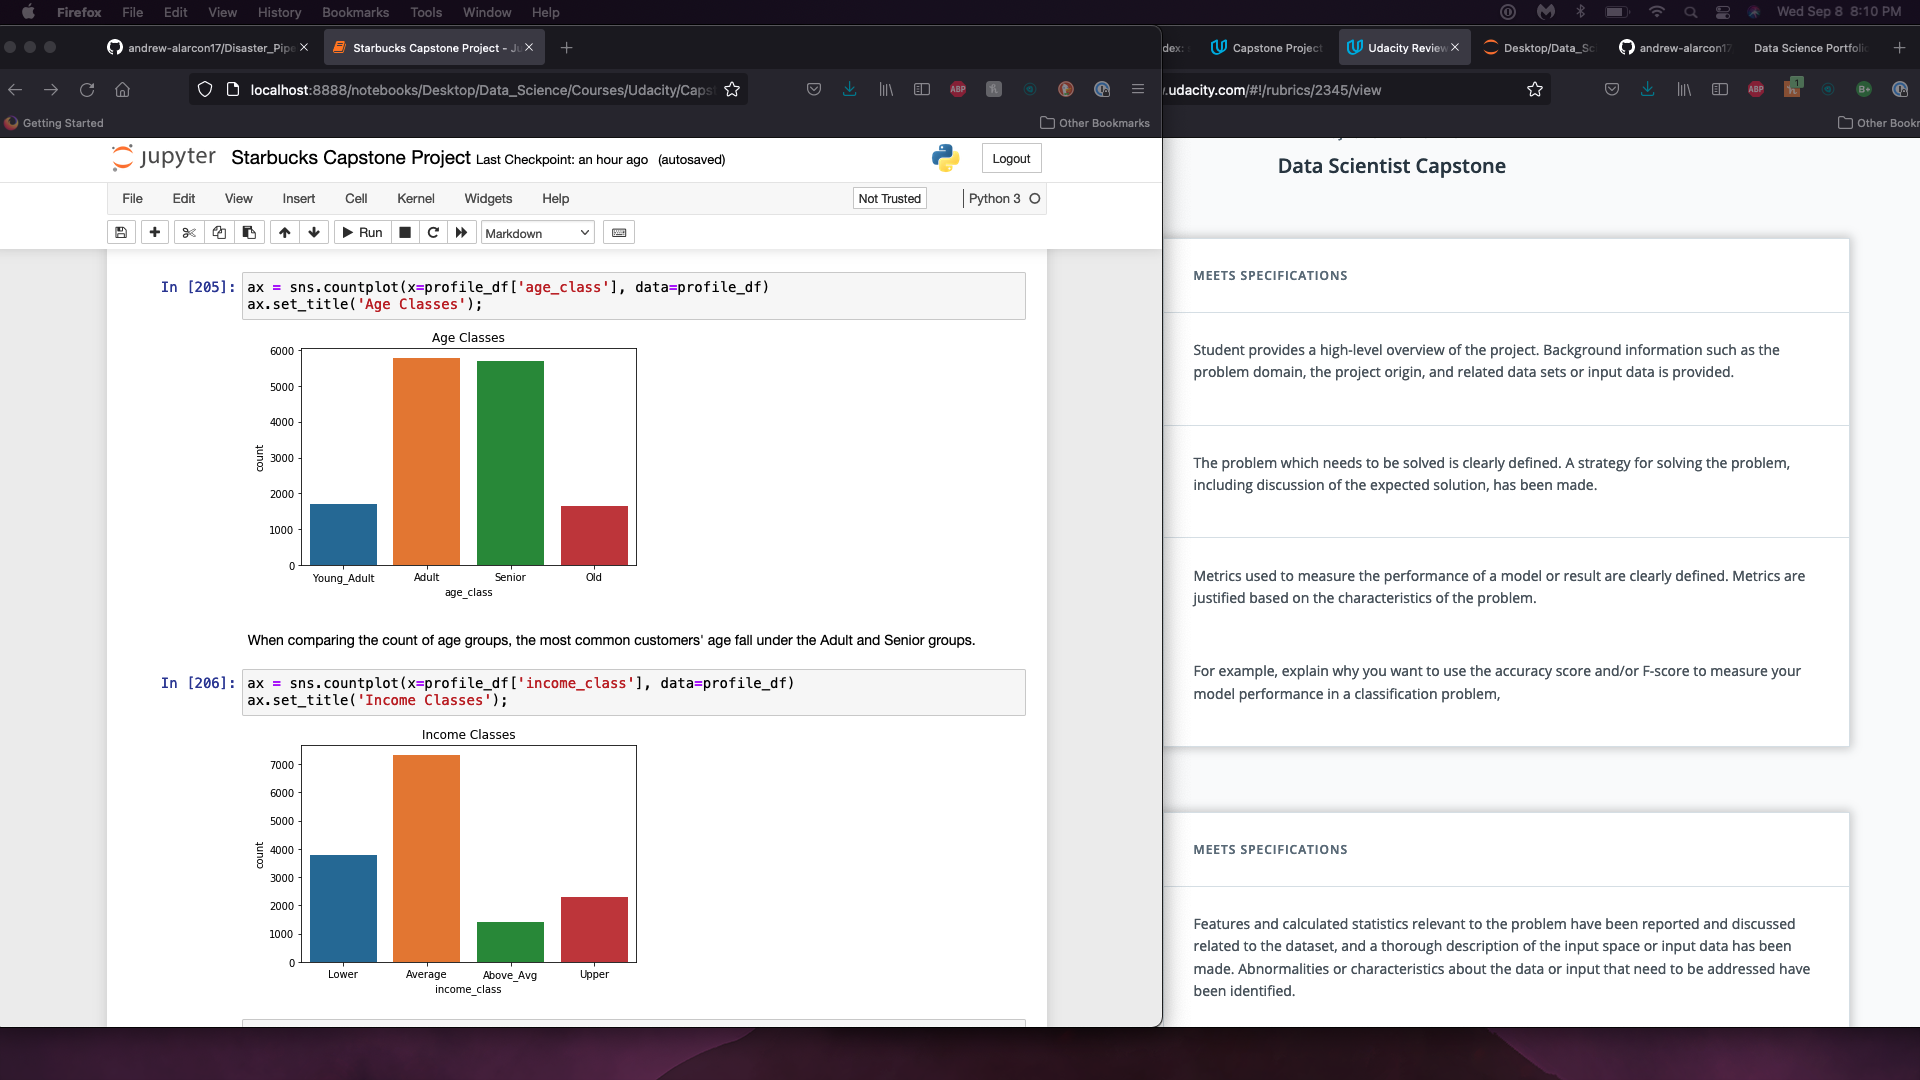 Firefox File Edit View History Bookmarks Tools Window Help
Wed Sep 8 8:10 PM
andrew-alarcon17/Disaster_Pipe
Starbucks Capstone Project - Ju
localhost:8888/notebooks/Desktop/Data_Science/Courses/Udacity/Caps
ABP
Getting Started
Other Bookmarks
jupyter Starbucks Capstone Project Last Checkpoint: an hour ago (autosaved)
Logout
File Edit View Insert Cell Kernel Widgets Help
Not Trusted
Python 3
Run
Markdown
In [205]:
ax = sns.countplot(x=profile_df['age_class'], data=profile_df)
ax.set_title('Age Classes');
Age Classes
6000
5000
4000
3000
2000
1000
0
count
Young_Adult Adult Senior Old
age_class
When comparing the count of age groups, the most common customers' age fall under the Adult and Senior groups.
In [206]:
ax = sns.countplot(x=profile_df['income_class'], data=profile_df)
ax.set_title('Income Classes');
Income Classes
7000
6000
5000
4000
3000
2000
1000
0
count
Lower Average Above_Avg Upper
income_class
dex:
Capstone Project
Udacity Review
Desktop/Data_Sc
andrew-alarcon17
Data Science Portfoli
.udacity.com/#!/rubrics/2345/view
ABP
1
B+
Other Bookr
Data Scientist Capstone
MEETS SPECIFICATIONS
Student provides a high-level overview of the project. Background information such as the
problem domain, the project origin, and related data sets or input data is provided.
The problem which needs to be solved is clearly defined. A strategy for solving the problem,
including discussion of the expected solution, has been made.
Metrics used to measure the performance of a model or result are clearly defined. Metrics are
justified based on the characteristics of the problem.
For example, explain why you want to use the accuracy score and/or F-score to measure your
model performance in a classification problem,
MEETS SPECIFICATIONS
Features and calculated statistics relevant to the problem have been reported and discussed
related to the dataset, and a thorough description of the input space or input data has been
made. Abnormalities or characteristics about the data or input that need to be addressed have
been identified.